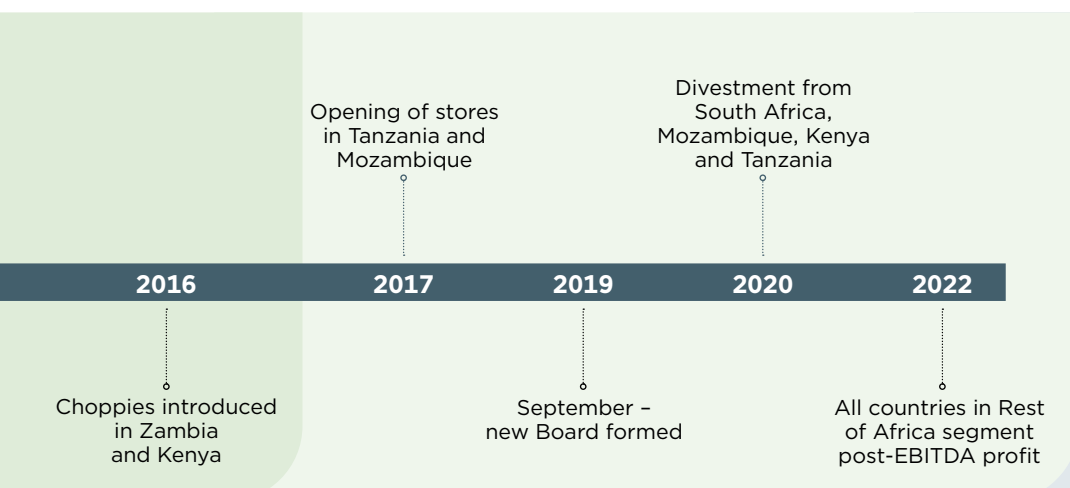 Opening of stores
in Tanzania and
Mozambique
Divestment from
South Africa,
Mozambique, Kenya
and Tanzania
2016 2017 2019 2020 2022
Choppies introduced
in Zambia
and Kenya
September –
new Board formed
All countries in Rest
of Africa segment
post-EBITDA profit